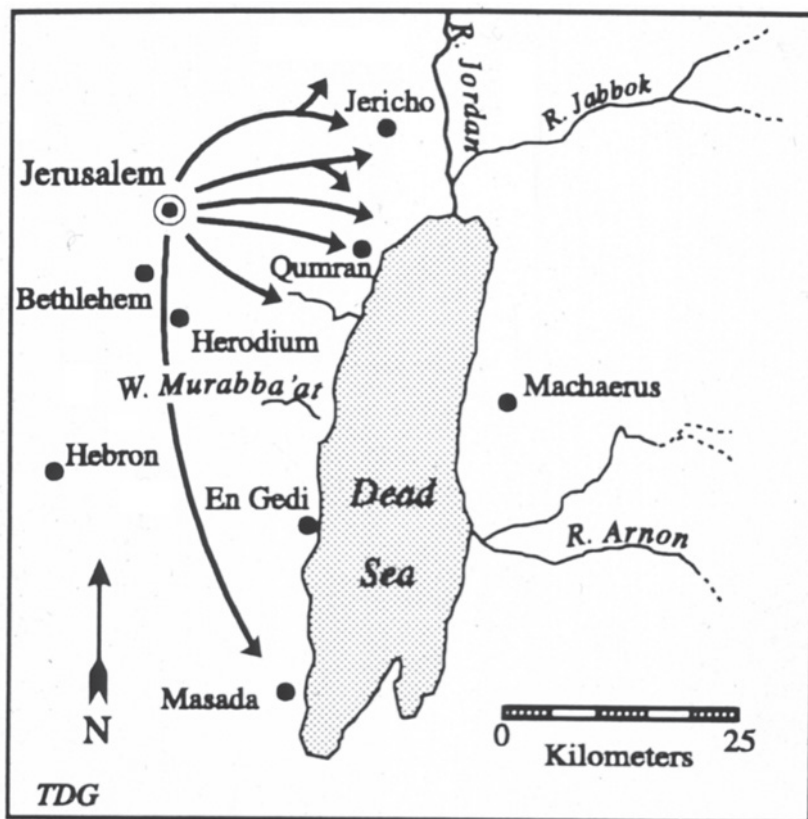 R. Jordan
R. Jabbok
Jericho
Jerusalem
Qumran
Bethlehem
Herodium
W. Murabba'at
Machaerus
Hebron
En Gedi
Dead
Sea
R. Arnon
Masada
N
0 25
Kilometers
TDG